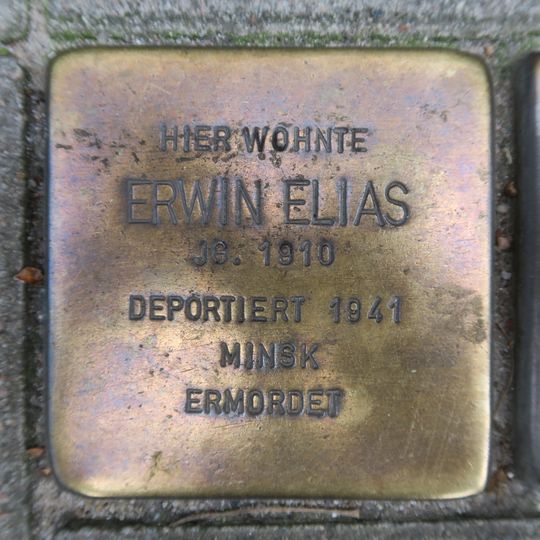 HIER WOHNTE
ERWIN ELIAS
JG. 1910
DEPORTIERT 1941
MINSK
ERMORDET